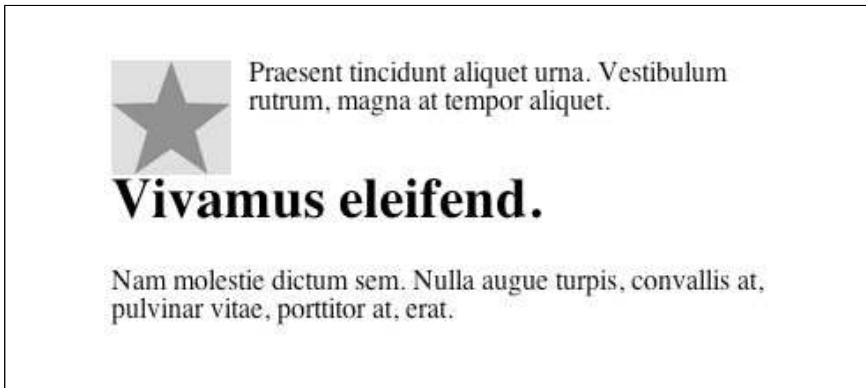 Praesent tincidunt aliquet urna. Vestibulum
rutrum, magna at tempor aliquet.
Vivamus eleifend.
Nam molestie dictum sem. Nulla augue turpis, convallis at,
pulvinar vitae, porttitor at, erat.